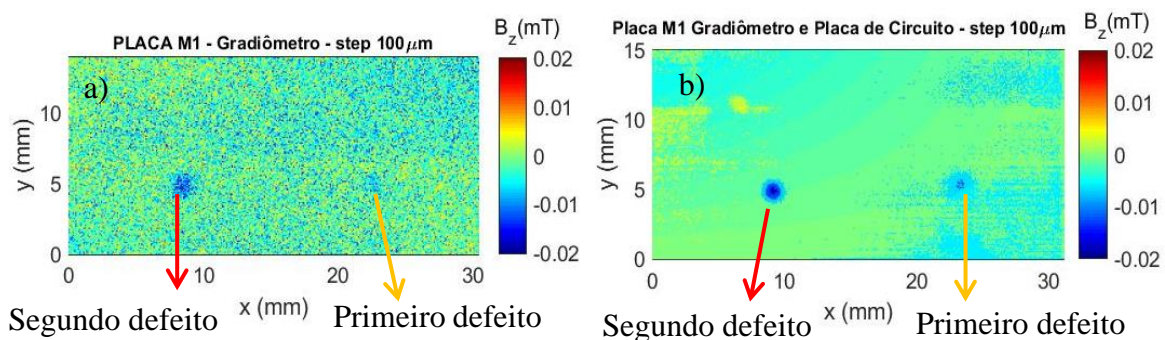 PLACA M1 - Gradiômetro - step 100μm
B_z(mT)
a)
0.02
0.01
0
-0.01
-0.02
10
5
0
y (mm)
0 10 20 30
x (mm)
Segundo defeito
Primeiro defeito
Placa M1 Gradiômetro e Placa de Circuito - step 100μm
B_z(mT)
b)
0.02
0.01
0
-0.01
-0.02
15
10
5
0
y (mm)
0 10 20 30
x (mm)
Segundo defeito
Primeiro defeito